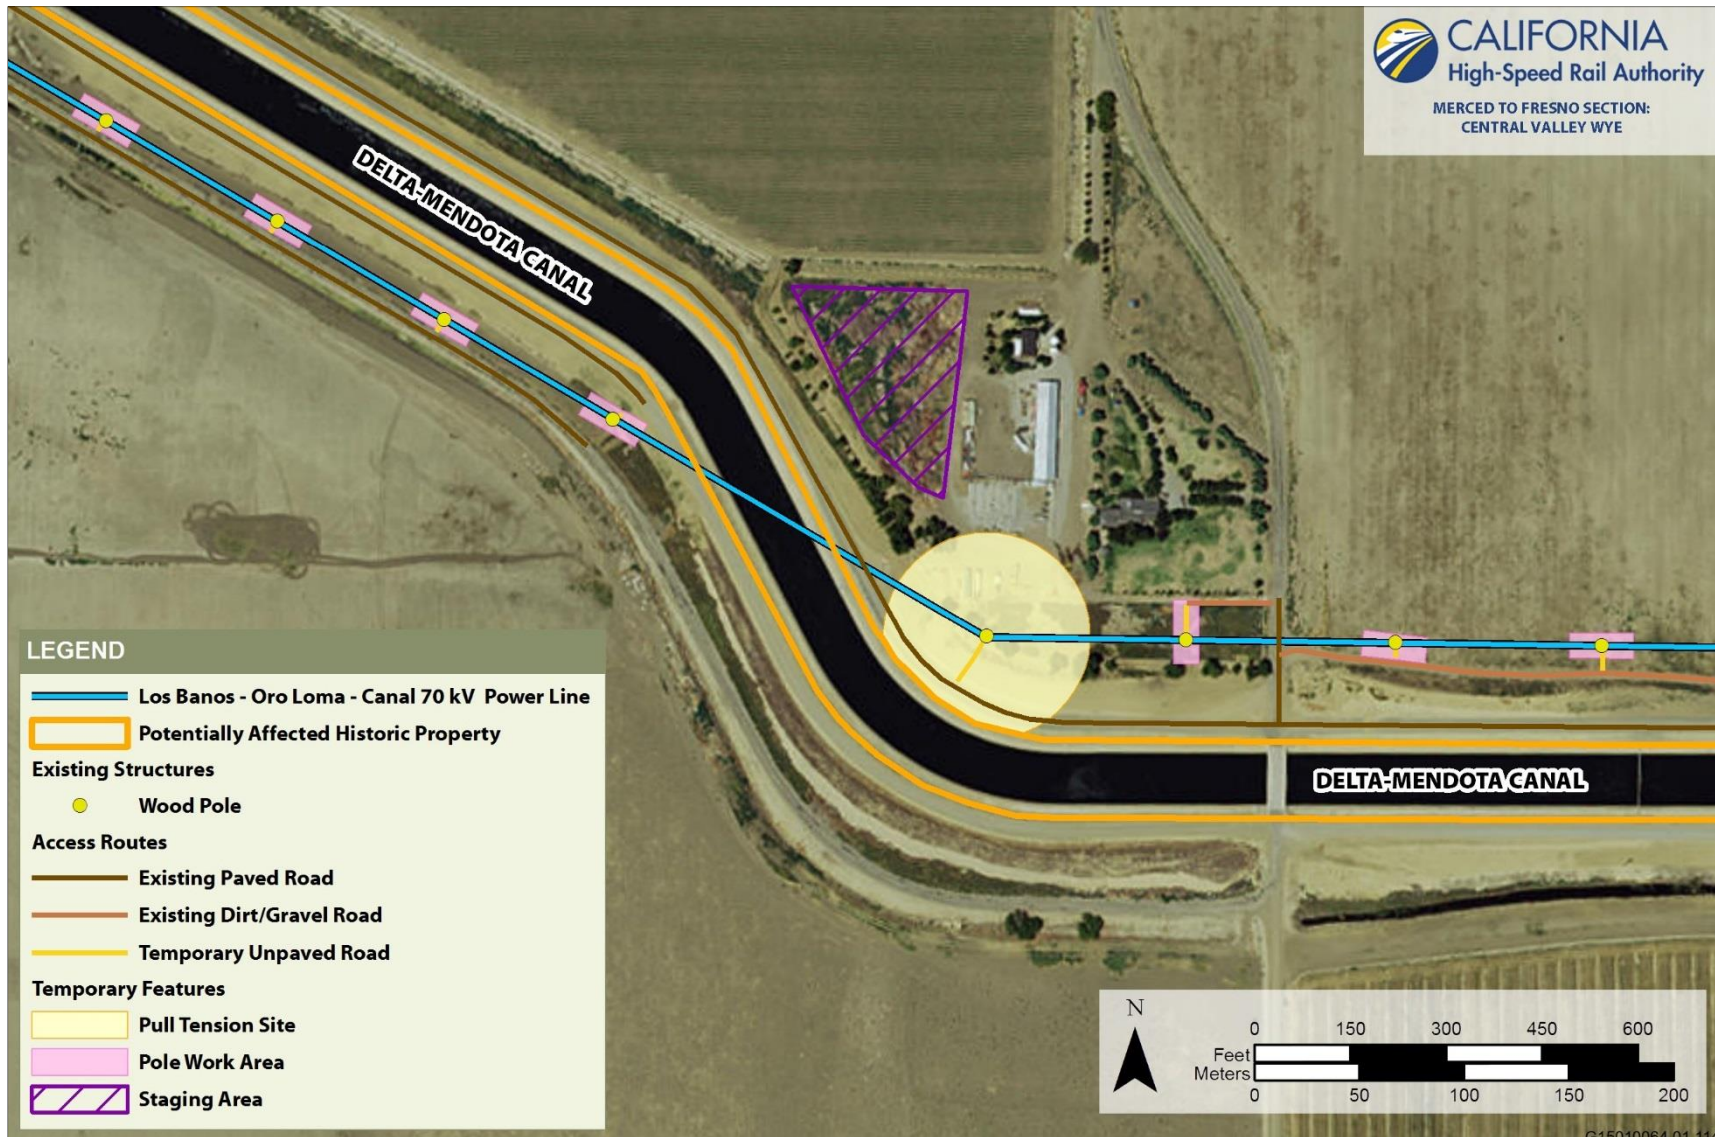 CALIFORNIA
High-Speed Rail Authority
MERCED TO FRESNO SECTION:
CENTRAL VALLEY WYE
DELTA-MENDOTA CANAL
DELTA-MENDOTA CANAL
LEGEND
Los Banos - Oro Loma - Canal 70 kV Power Line
Potentially Affected Historic Property
Existing Structures
Wood Pole
Access Routes
Existing Paved Road
Existing Dirt/Gravel Road
Temporary Unpaved Road
Temporary Features
Pull Tension Site
Pole Work Area
Staging Area
N
0 150 300 450 600
Feet
Meters
0 50 100 150 200